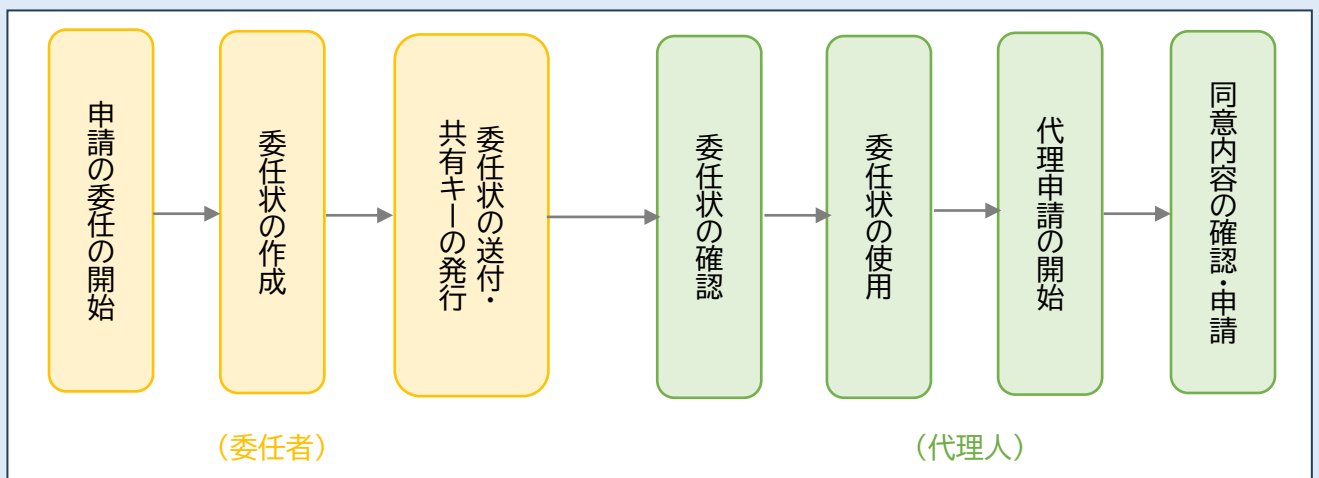 申請の委任の開始
委任状の作成
委任状の送付・
共有キーの発行
委任状の確認
委任状の使用
代理申請の開始
同意内容の確認・申請
（委任者）
（代理人）